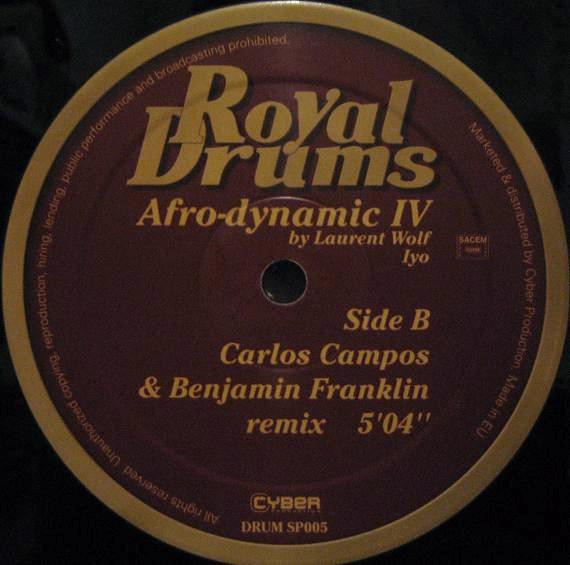 All rights reserved. Unauthorized copying, reproduction, hiring, lending, public performance and broadcasting prohibited.
Royal
Drums
Afro-dynamic IV
by Laurent Wolf
Iyo
SACEM
Side B
Carlos Campos
& Benjamin Franklin
remix 5'04''
CYBER
PRODUCTION
DRUM SP005
Marketed & distributed by Cyber Production. Made in EU